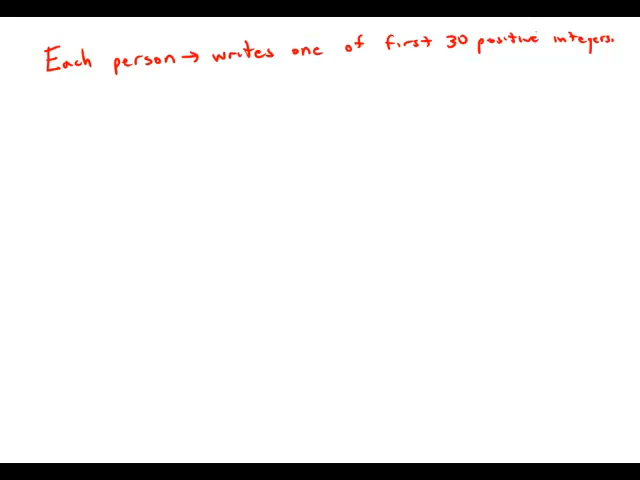 Each person → writes one of first 30 positive integers.